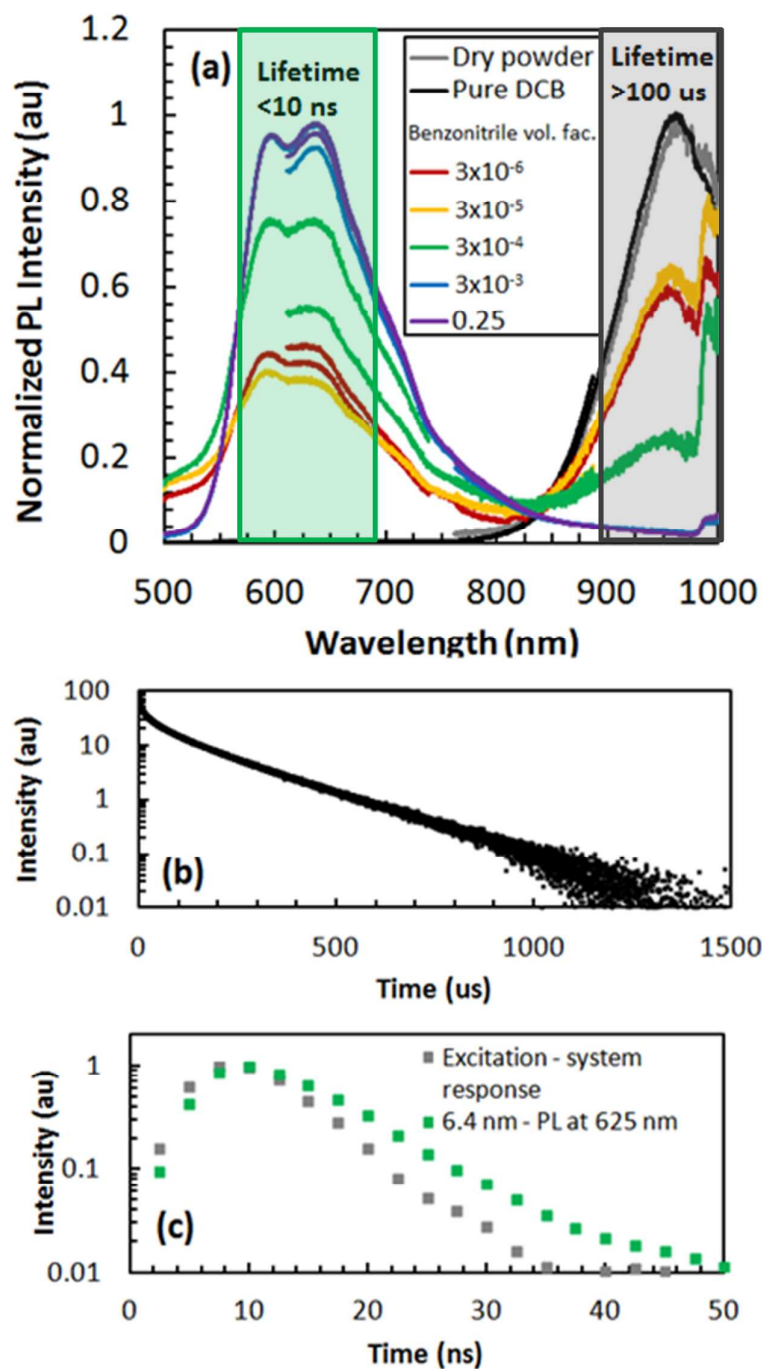 1.2
(a)
Lifetime
<10 ns
Dry powder
Pure DCB
Benzonitrile vol. fac.
3x10⁻⁶
3x10⁻⁵
3x10⁻⁴
3x10⁻³
0.25
Lifetime
>100 us
1
0.8
0.6
0.4
0.2
0
Normalized PL Intensity (au)
500 600 700 800 900 1000
Wavelength (nm)
100
10
1
0.1
0.01
Intensity (au)
(b)
0 500 1000 1500
Time (us)
1
0.1
0.01
Intensity (au)
Excitation - system
response
6.4 nm - PL at 625 nm
(c)
0 10 20 30 40 50
Time (ns)